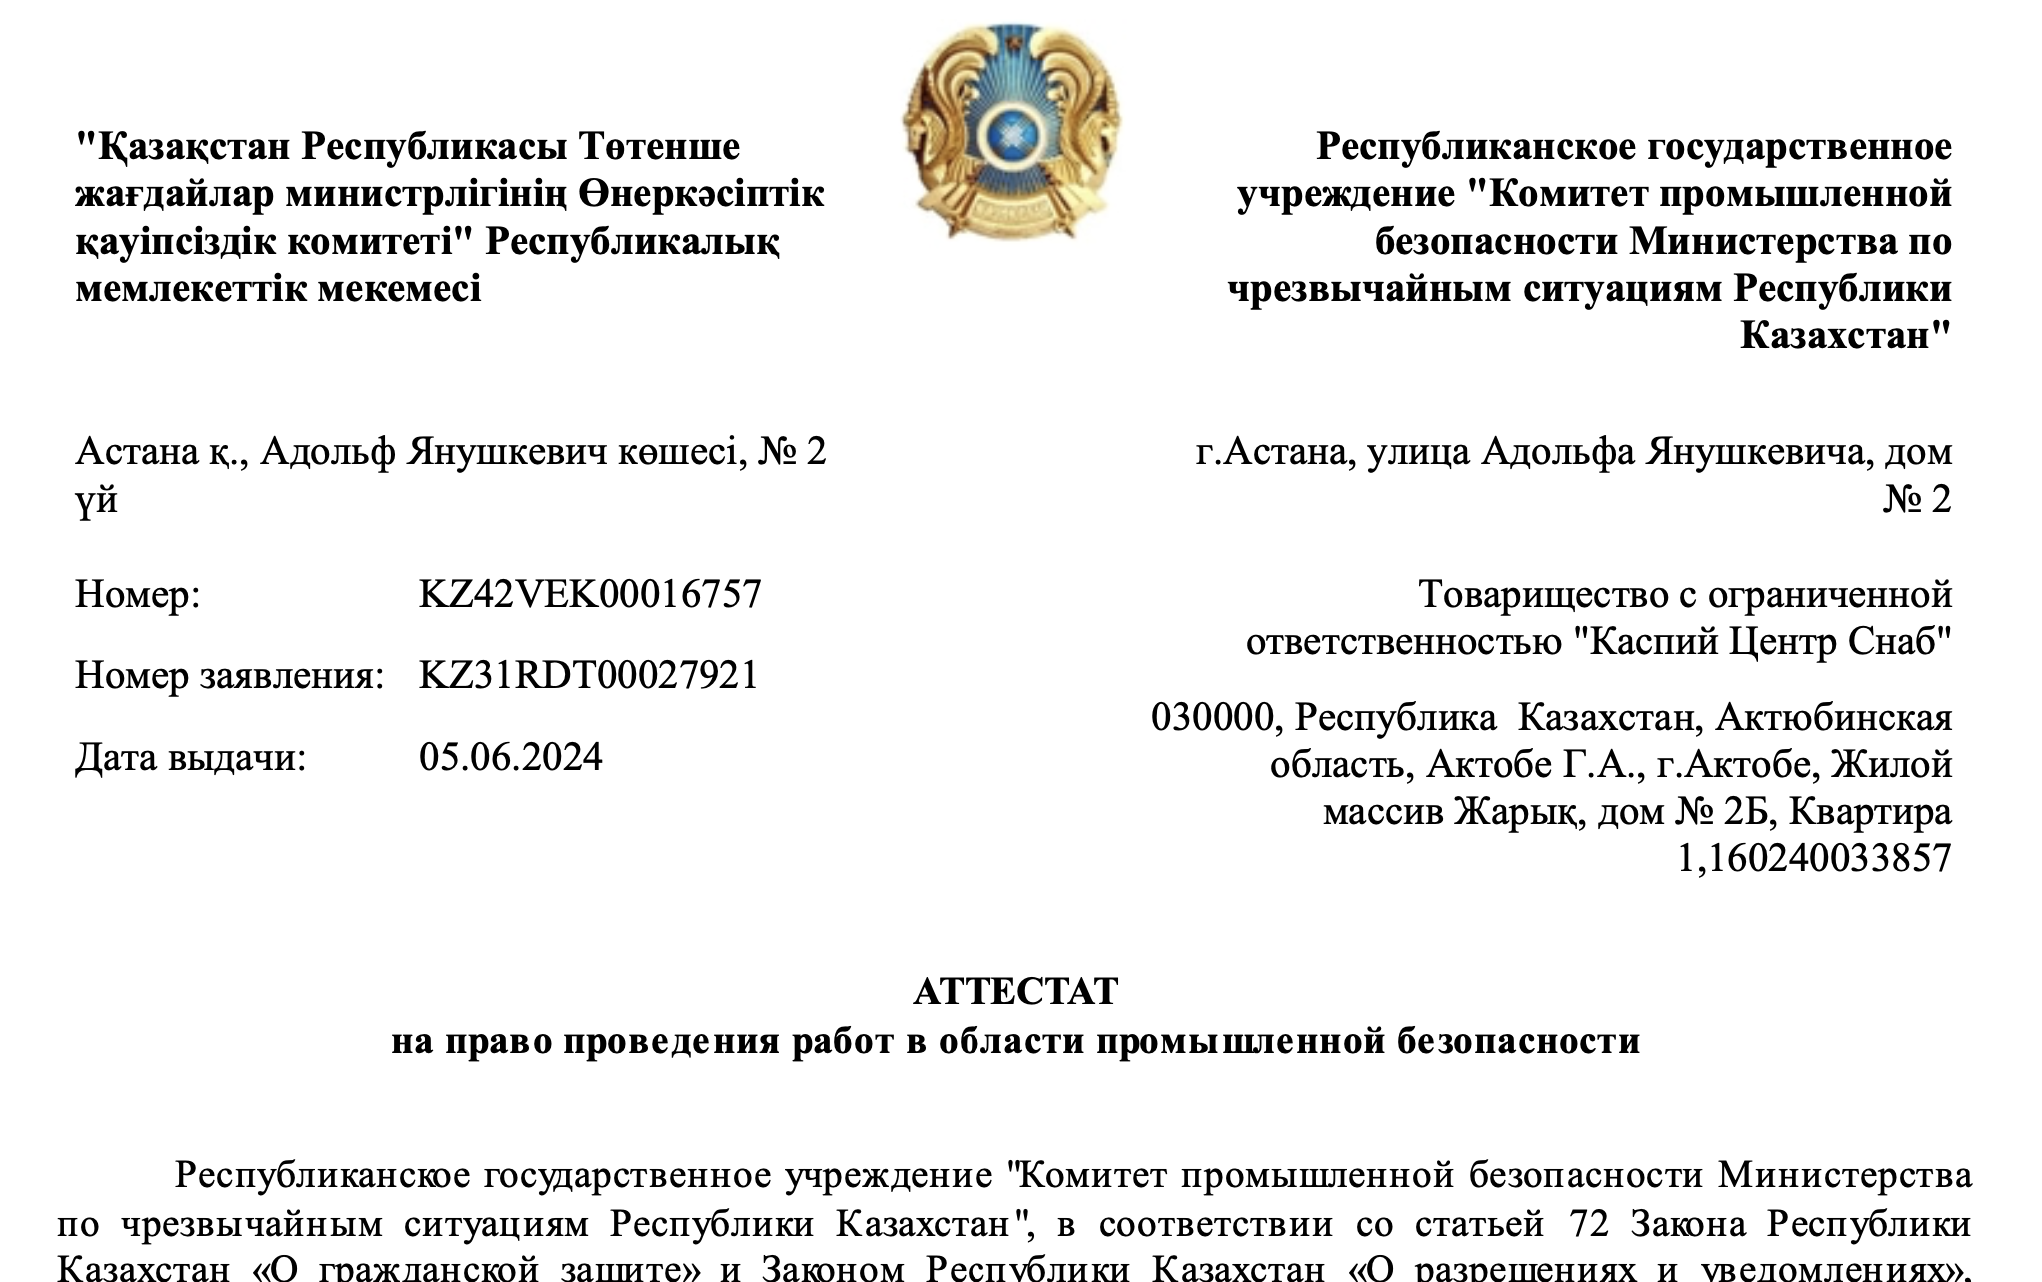 "Қазақстан Республикасы Төтенше
жағдайлар министрлігінің Өнеркәсіптік
қауіпсіздік комитеті" Республикалық
мемлекеттік мекемесі
Республиканское государственное
учреждение "Комитет промышленной
безопасности Министерства по
чрезвычайным ситуациям Республики
Казахстан"
Астана қ., Адольф Янушкевич көшесі, № 2
үй
г.Астана, улица Адольфа Янушкевича, дом
№ 2
Номер: KZ42VEK00016757
Номер заявления: KZ31RDT00027921
Дата выдачи: 05.06.2024
Товарищество с ограниченной
ответственностью "Каспий Центр Снаб"
030000, Республика  Казахстан, Актюбинская
область, Актобе Г.А., г.Актобе, Жилой
массив Жарық, дом № 2Б, Квартира
1,160240033857
АТТЕСТАТ
на право проведения работ в области промышленной безопасности
Республиканское государственное учреждение "Комитет промышленной безопасности Министерства
по чрезвычайным ситуациям Республики Казахстан", в соответствии со статьей 72 Закона Республики
Казахстан «О гражданской защите» и Законом Республики Казахстан «О разрешениях и уведомлениях»,